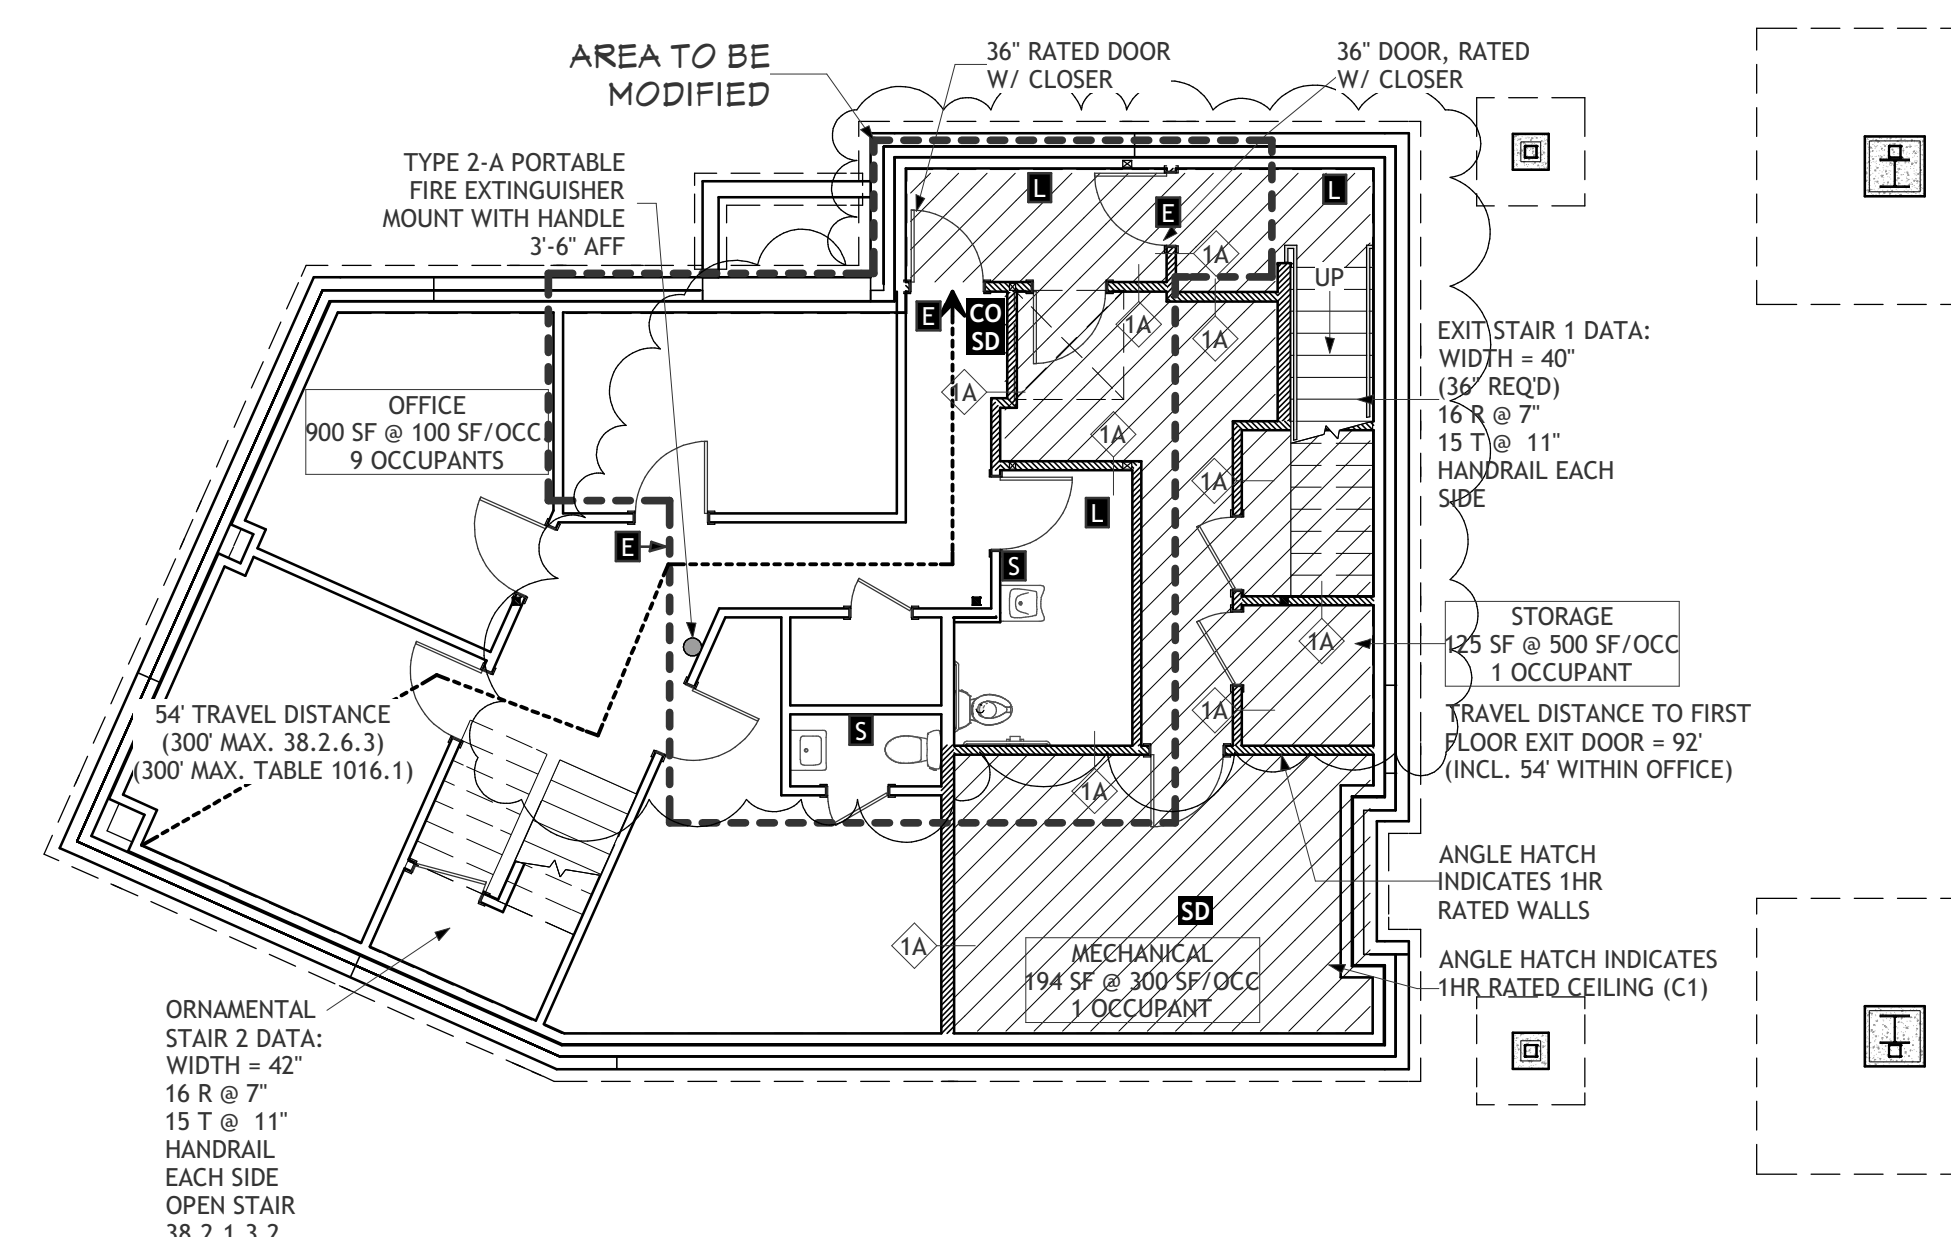 AREA TO BE
MODIFIED
36" RATED DOOR
W/ CLOSER
36" DOOR, RATED
W/ CLOSER
TYPE 2-A PORTABLE
FIRE EXTINGUISHER
MOUNT WITH HANDLE
3'-6" AFF
L
L
E
1A
UP
E
CO
SD
1A
1A
1A
EXIT STAIR 1 DATA:
WIDTH = 40"
(36" REQ'D)
16 R @ 7"
15 T @ 11"
HANDRAIL EACH
SIDE
OFFICE
900 SF @ 100 SF/OCC
9 OCCUPANTS
1A
1A
L
E
S
STORAGE
125 SF @ 500 SF/OCC
1 OCCUPANT
1A
1A
S
54' TRAVEL DISTANCE
(300' MAX. 38.2.6.3)
(300' MAX. TABLE 1016.1)
TRAVEL DISTANCE TO FIRST
FLOOR EXIT DOOR = 92'
(INCL. 54' WITHIN OFFICE)
1A
ANGLE HATCH
INDICATES 1HR
RATED WALLS
SD
1A
MECHANICAL
194 SF @ 300 SF/OCC
1 OCCUPANT
ANGLE HATCH INDICATES
1HR RATED CEILING (C1)
ORNAMENTAL
STAIR 2 DATA:
WIDTH = 42"
16 R @ 7"
15 T @ 11"
HANDRAIL
EACH SIDE
OPEN STAIR
38.2.1.3.2